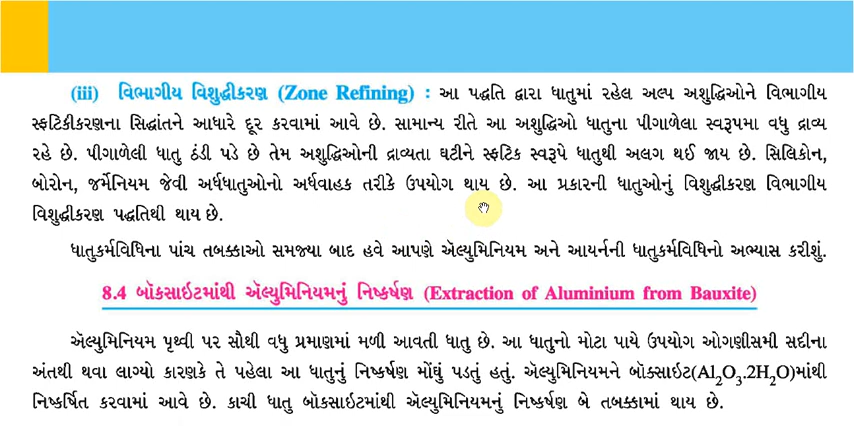 (iii) વિભાગીય વિશુદ્ધીકરણ (Zone Refining) : આ પદ્ધતિ દ્વારા ધાતુમાં રહેલ અલ્પ અશુદ્ધિઓને વિભાગીય
સ્ફટિકીકરણના સિદ્ધાંતને આધારે દૂર કરવામાં આવે છે. સામાન્ય રીતે આ અશુદ્ધિઓ ધાતુના પીગાળેલા સ્વરૂપમા વધુ દ્રાવ્ય
રહે છે. પીગાળેલી ધાતુ ઠંડી પડે છે તેમ અશુદ્ધિઓની દ્રાવ્યતા ઘટીને સ્ફટિક સ્વરૂપે ધાતુથી અલગ થઈ જાય છે. સિલિકોન,
બોરોન, જર્મેનિયમ જેવી અર્ધધાતુઓનો અર્ધવાહક તરીકે ઉપયોગ થાય છે. આ પ્રકારની ધાતુઓનું વિશુદ્ધીકરણ વિભાગીય
વિશુદ્ધીકરણ પદ્ધતિથી થાય છે.
ધાતુકર્મવિધિના પાંચ તબક્કાઓ સમજ્યા બાદ હવે આપણે ઍલ્યુમિનિયમ અને આયર્નની ધાતુકર્મવિધિનો અભ્યાસ કરીશું.
8.4 બૉક્સાઇટમાંથી ઍલ્યુમિનિયમનું નિષ્કર્ષણ (Extraction of Aluminium from Bauxite)
ઍલ્યુમિનિયમ પૃથ્વી પર સૌથી વધુ પ્રમાણમાં મળી આવતી ધાતુ છે. આ ધાતુનો મોટા પાયે ઉપયોગ ઓગણીસમી સદીના
અંતથી થવા લાગ્યો કારણકે તે પહેલા આ ધાતુનું નિષ્કર્ષણ મોંઘું પડતું હતું. ઍલ્યુમિનિયમને બૉક્સાઇટ(Al₂O₃.2H₂O)માંથી
નિષ્કર્ષિત કરવામાં આવે છે. કાચી ધાતુ બૉકસાઇટમાંથી ઍલ્યુમિનિયમનું નિષ્કર્ષણ બે તબક્કામાં થાય છે.